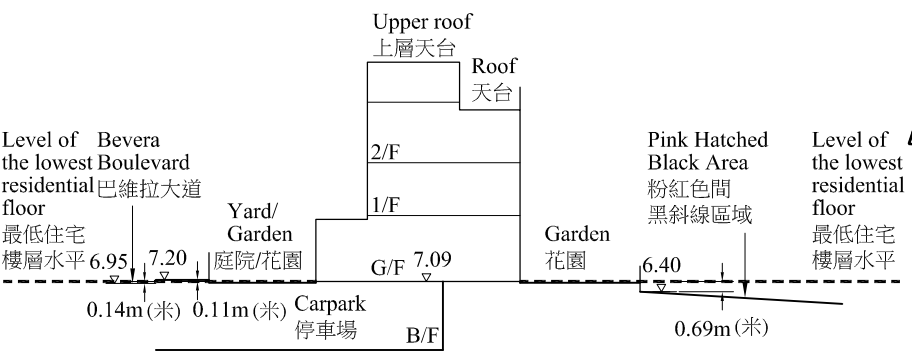 Upper roof
上層天台
Roof
天台
Level of
the lowest
residential
floor
最低住宅
樓層水平
Bevera
Boulevard
巴維拉大道
2/F
1/F
Yard/
Garden
庭院/花園
Garden
花園
Pink Hatched
Black Area
粉紅色間
黑斜線區域
Level of
the lowest
residential
floor
最低住宅
樓層水平
6.95
7.20
G/F
7.09
6.40
0.14m(米)
0.11m(米)
Carpark
停車場
B/F
0.69m(米)